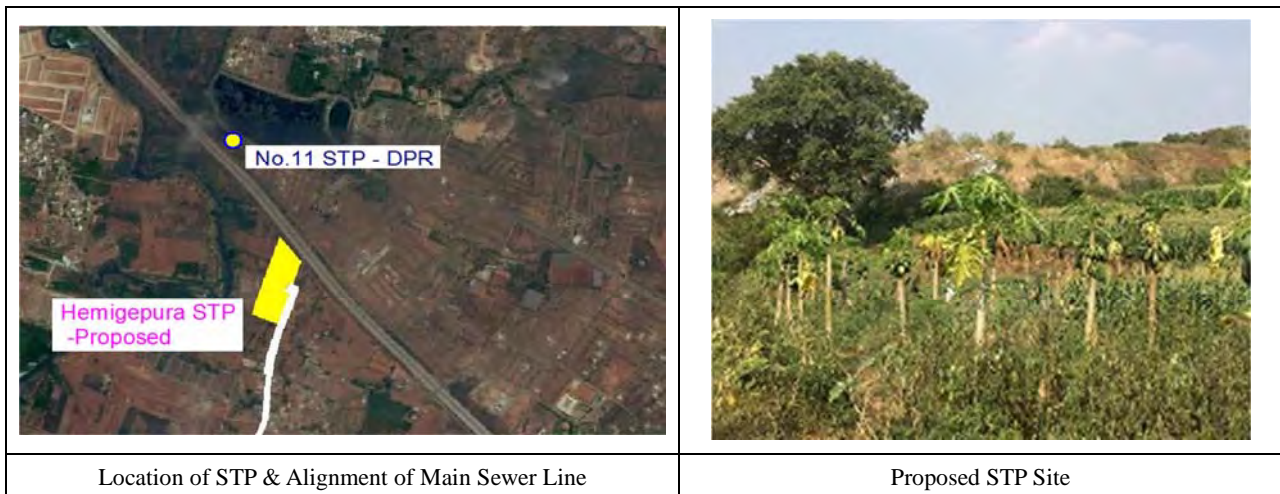 No.11 STP - DPR
Hemigepura STP
-Proposed
Location of STP & Alignment of Main Sewer Line
Proposed STP Site